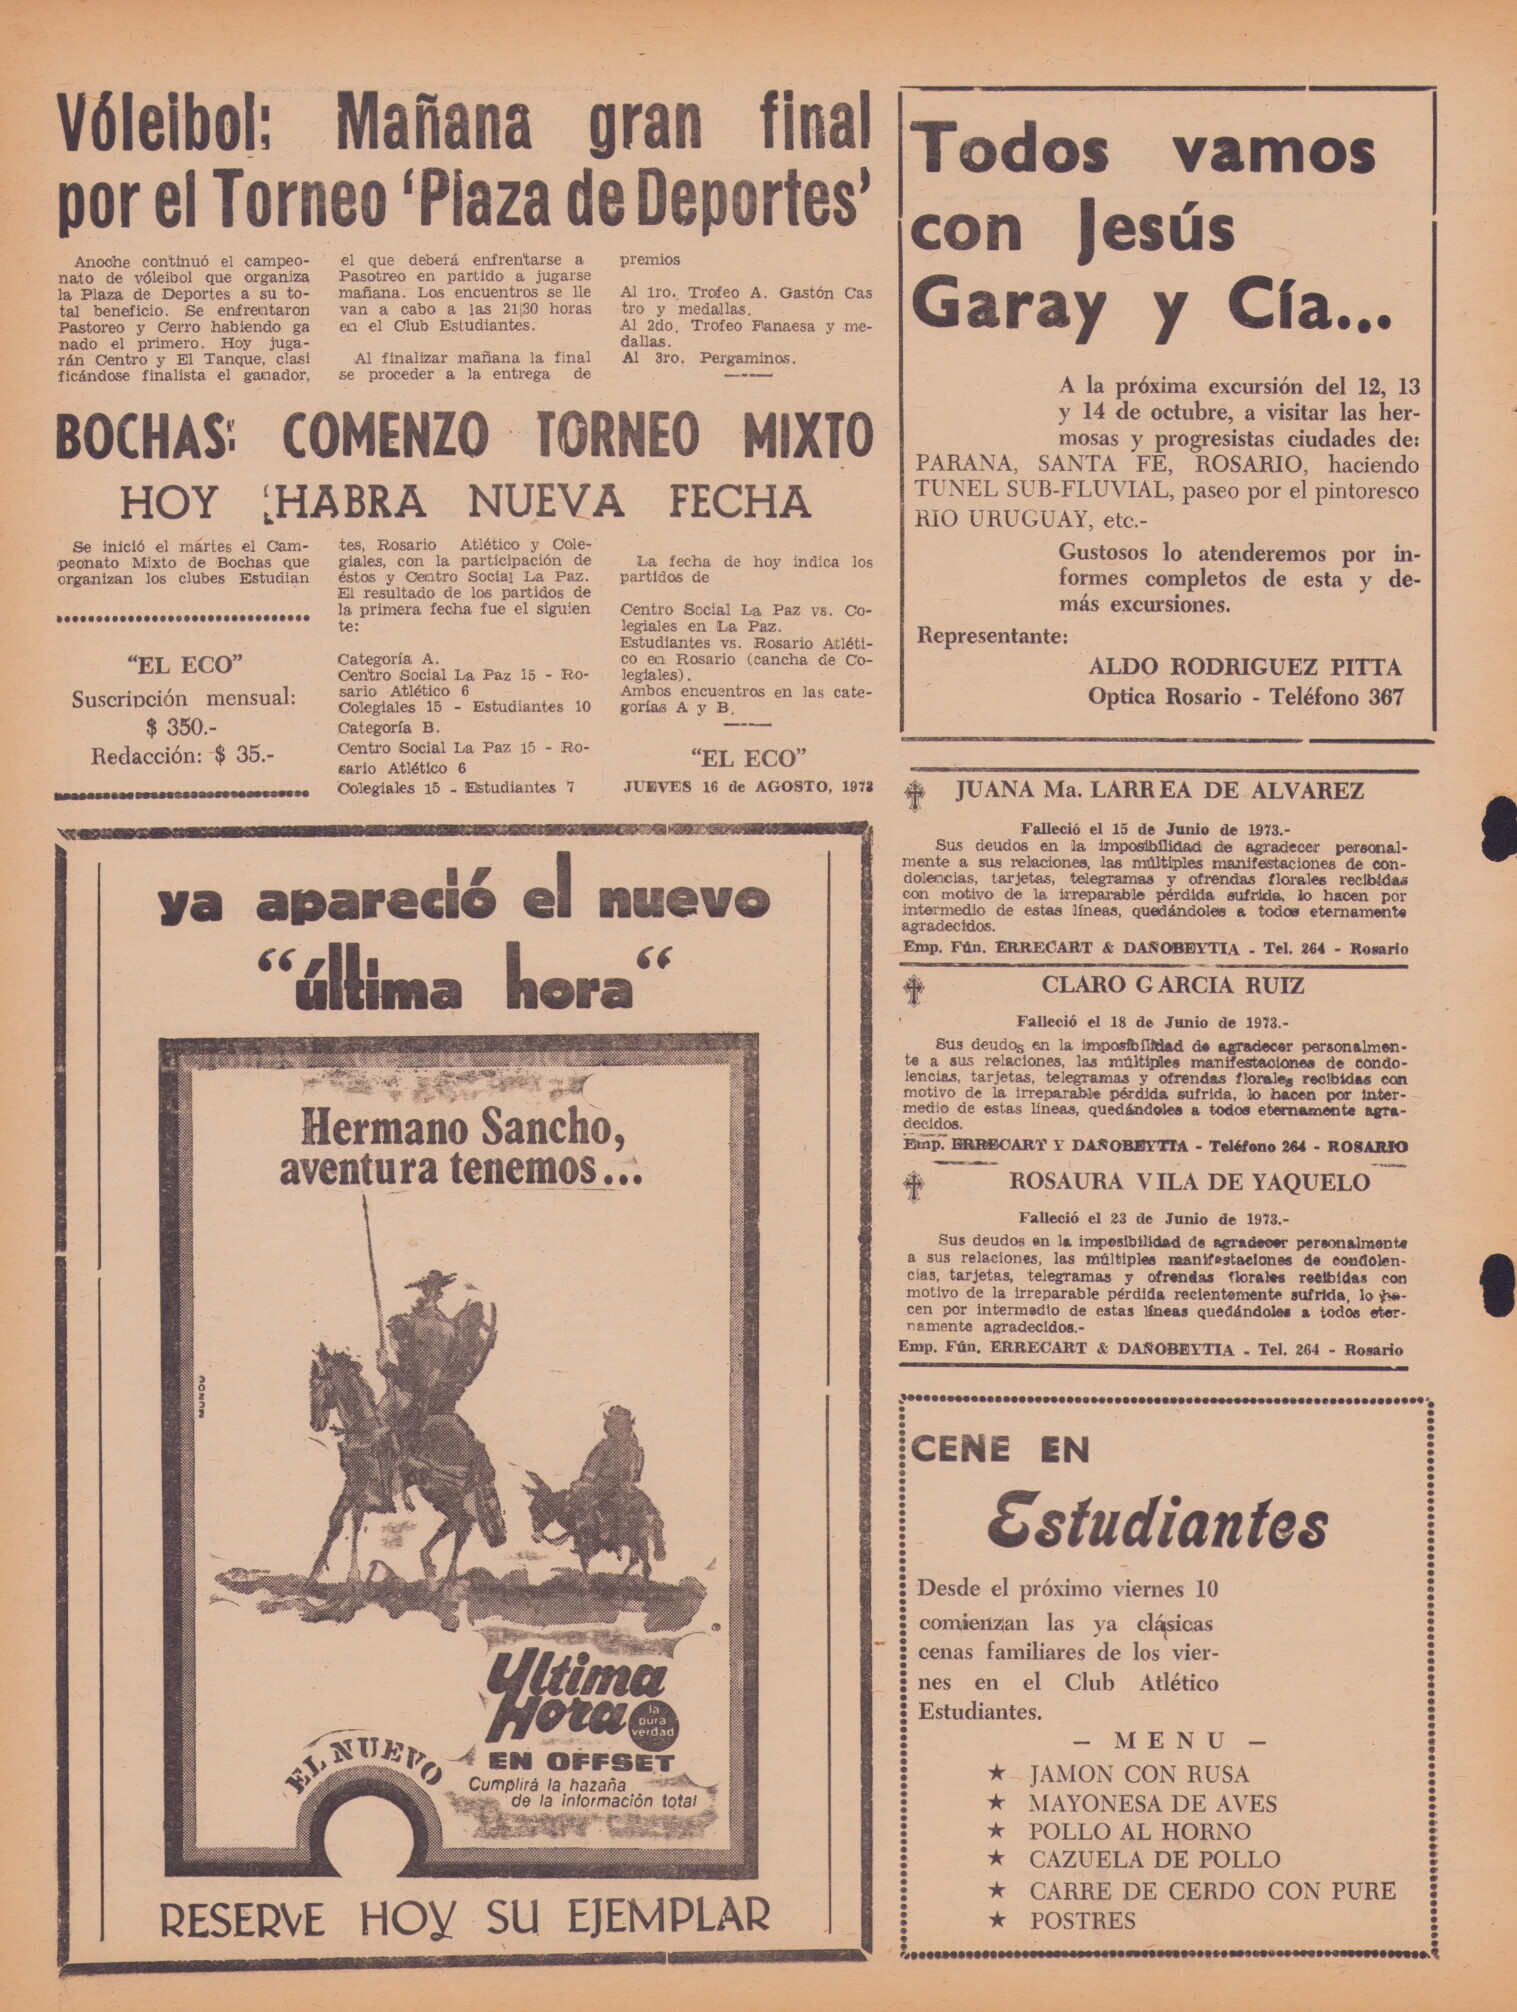 Vóleibol: Mañana gran final
por el Torneo ‘Plaza de Deportes’
Anoche continuó el campeo-
nato de vóleibol que organiza
la Plaza de Deportes a su to-
tal beneficio. Se enfrentaron
Pastoreo y Cerro habiendo ga
nado el primero. Hoy juga-
rán Centro y El Tanque, clasi
ficándose finalista el ganador,
el que deberá enfrentarse a
Pasotreo en partido a jugarse
mañana. Los encuentros se lle
van a cabo a las 21|30 horas
en el Club Estudiantes.
Al finalizar mañana la final
se proceder a la entrega de
premios
Al 1ro. Trofeo A. Gastón Cas
tro y medallas.
Al 2do. Trofeo Fanaesa y me-
dallas.
Al 3ro. Pergaminos.
BOCHAS: COMENZO TORNEO MIXTO
HOY HABRA NUEVA FECHA
Se inició el martes el Cam-
peonato Mixto de Bochas que
organizan los clubes Estudian
tes, Rosario Atlético y Cole-
giales, con la participación de
éstos y Centro Social La Paz.
El resultado de los partidos de
la primera fecha fue el siguien
te:
Categoría A.
Centro Social La Paz 15 - Ro-
sario Atlético 6
Colegiales 15 - Estudiantes 10
Categoría B.
Centro Social La Paz 15 - Ro-
sario Atlético 6
Colegiales 15 - Estudiantes 7
La fecha de hoy indica los
partidos de
Centro Social La Paz vs. Co-
legiales en La Paz.
Estudiantes vs. Rosario Atléti-
co en Rosario (cancha de Co-
legiales).
Ambos encuentros en las cate-
gorías A y B.
"EL ECO"
JUEVES 16 de AGOSTO, 1973
"EL ECO"
Suscripción mensual:
$ 350.-
Redacción: $ 35.-
ya apareció el nuevo
“última hora“
Hermano Sancho,
aventura tenemos...
Ultima
Hora
la
pura
verdad
EN OFFSET
Cumplirá la hazaña
de la información total
EL NUEVO
RESERVE HOY SU EJEMPLAR
Todos vamos
con Jesús
Garay y Cía...
A la próxima excursión del 12, 13
y 14 de octubre, a visitar las her-
mosas y progresistas ciudades de:
PARANA, SANTA FE, ROSARIO, haciendo
TUNEL SUB-FLUVIAL, paseo por el pintoresco
RIO URUGUAY, etc.-
Gustosos lo atenderemos por in-
formes completos de esta y de-
más excursiones.
Representante:
ALDO RODRIGUEZ PITTA
Optica Rosario - Teléfono 367
JUANA Ma. LARREA DE ALVAREZ
Falleció el 15 de Junio de 1973.-
Sus deudos en la imposibilidad de agradecer personal-
mente a sus relaciones, las múltiples manifestaciones de con-
dolencias, tarjetas, telegramas y ofrendas florales recibidas
con motivo de la irreparable pérdida sufrida, lo hacen por
intermedio de estas líneas, quedándoles a todos eternamente
agradecidos.
Emp. Fún. ERRECART & DAÑOBEYTIA - Tel. 264 - Rosario
CLARO GARCIA RUIZ
Falleció el 18 de Junio de 1973.-
Sus deudos en la imposibilidad de agradecer personalmen-
te a sus relaciones, las múltiples manifestaciones de condo-
lencias, tarjetas, telegramas y ofrendas florales recibidas con
motivo de la irreparable pérdida sufrida, lo hacen por inter-
medio de estas líneas, quedándoles a todos eternamente agra-
decidos.
Emp. ERRECART Y DAÑOBEYTIA - Teléfono 264 - ROSARIO
ROSAURA VILA DE YAQUELO
Falleció el 23 de Junio de 1973.-
Sus deudos en la imposibilidad de agradecer personalmente
a sus relaciones, las múltiples manifestaciones de condolen-
cias, tarjetas, telegramas y ofrendas florales recibidas con
motivo de la irreparable pérdida recientemente sufrida, lo ha-
cen por intermedio de estas líneas quedándoles a todos eter-
namente agradecidos.-
Emp. Fún. ERRECART & DAÑOBEYTIA - Tel. 264 - Rosario
CENE EN
Estudiantes
Desde el próximo viernes 10
comienzan las ya clásicas
cenas familiares de los vier-
nes en el Club Atlético
Estudiantes.
— M E N U —
★ JAMON CON RUSA
★ MAYONESA DE AVES
★ POLLO AL HORNO
★ CAZUELA DE POLLO
★ CARRE DE CERDO CON PURE
★ POSTRES